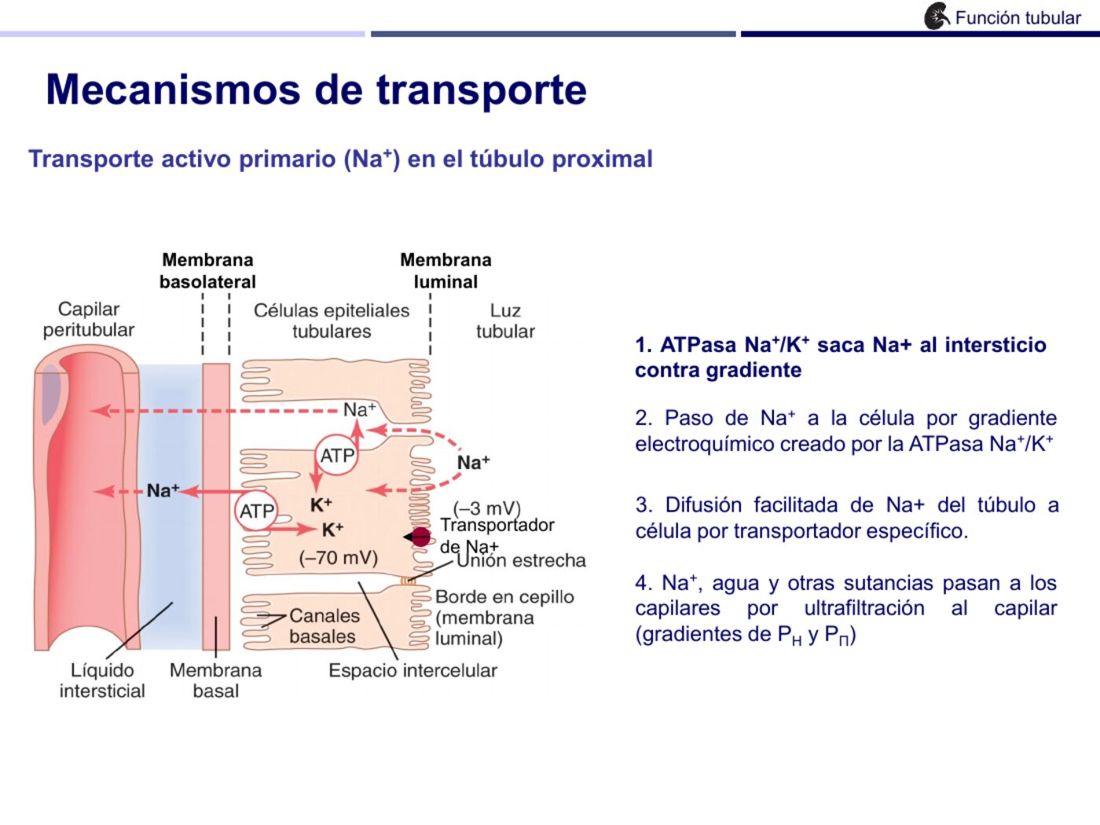 Función tubular
Mecanismos de transporte
Transporte activo primario (Na⁺) en el túbulo proximal
Membrana
basolateral
Membrana
luminal
Capilar
peritubular
Células epiteliales
tubulares
Luz
tubular
Na⁺
ATP
Na⁺
Na⁺
ATP
K⁺
K⁺
(–3 mV)
(–70 mV)
Transportador
de Na+
Unión estrecha
Borde en cepillo
(membrana
luminal)
Canales
basales
Líquido
intersticial
Membrana
basal
Espacio intercelular
1. ATPasa Na⁺/K⁺ saca Na+ al intersticio
contra gradiente
2. Paso de Na⁺ a la célula por gradiente
electroquímico creado por la ATPasa Na⁺/K⁺
3. Difusión facilitada de Na+ del túbulo a
célula por transportador específico.
4. Na⁺, agua y otras sutancias pasan a los
capilares por ultrafiltración al capilar
(gradientes de P_H y P_Π)